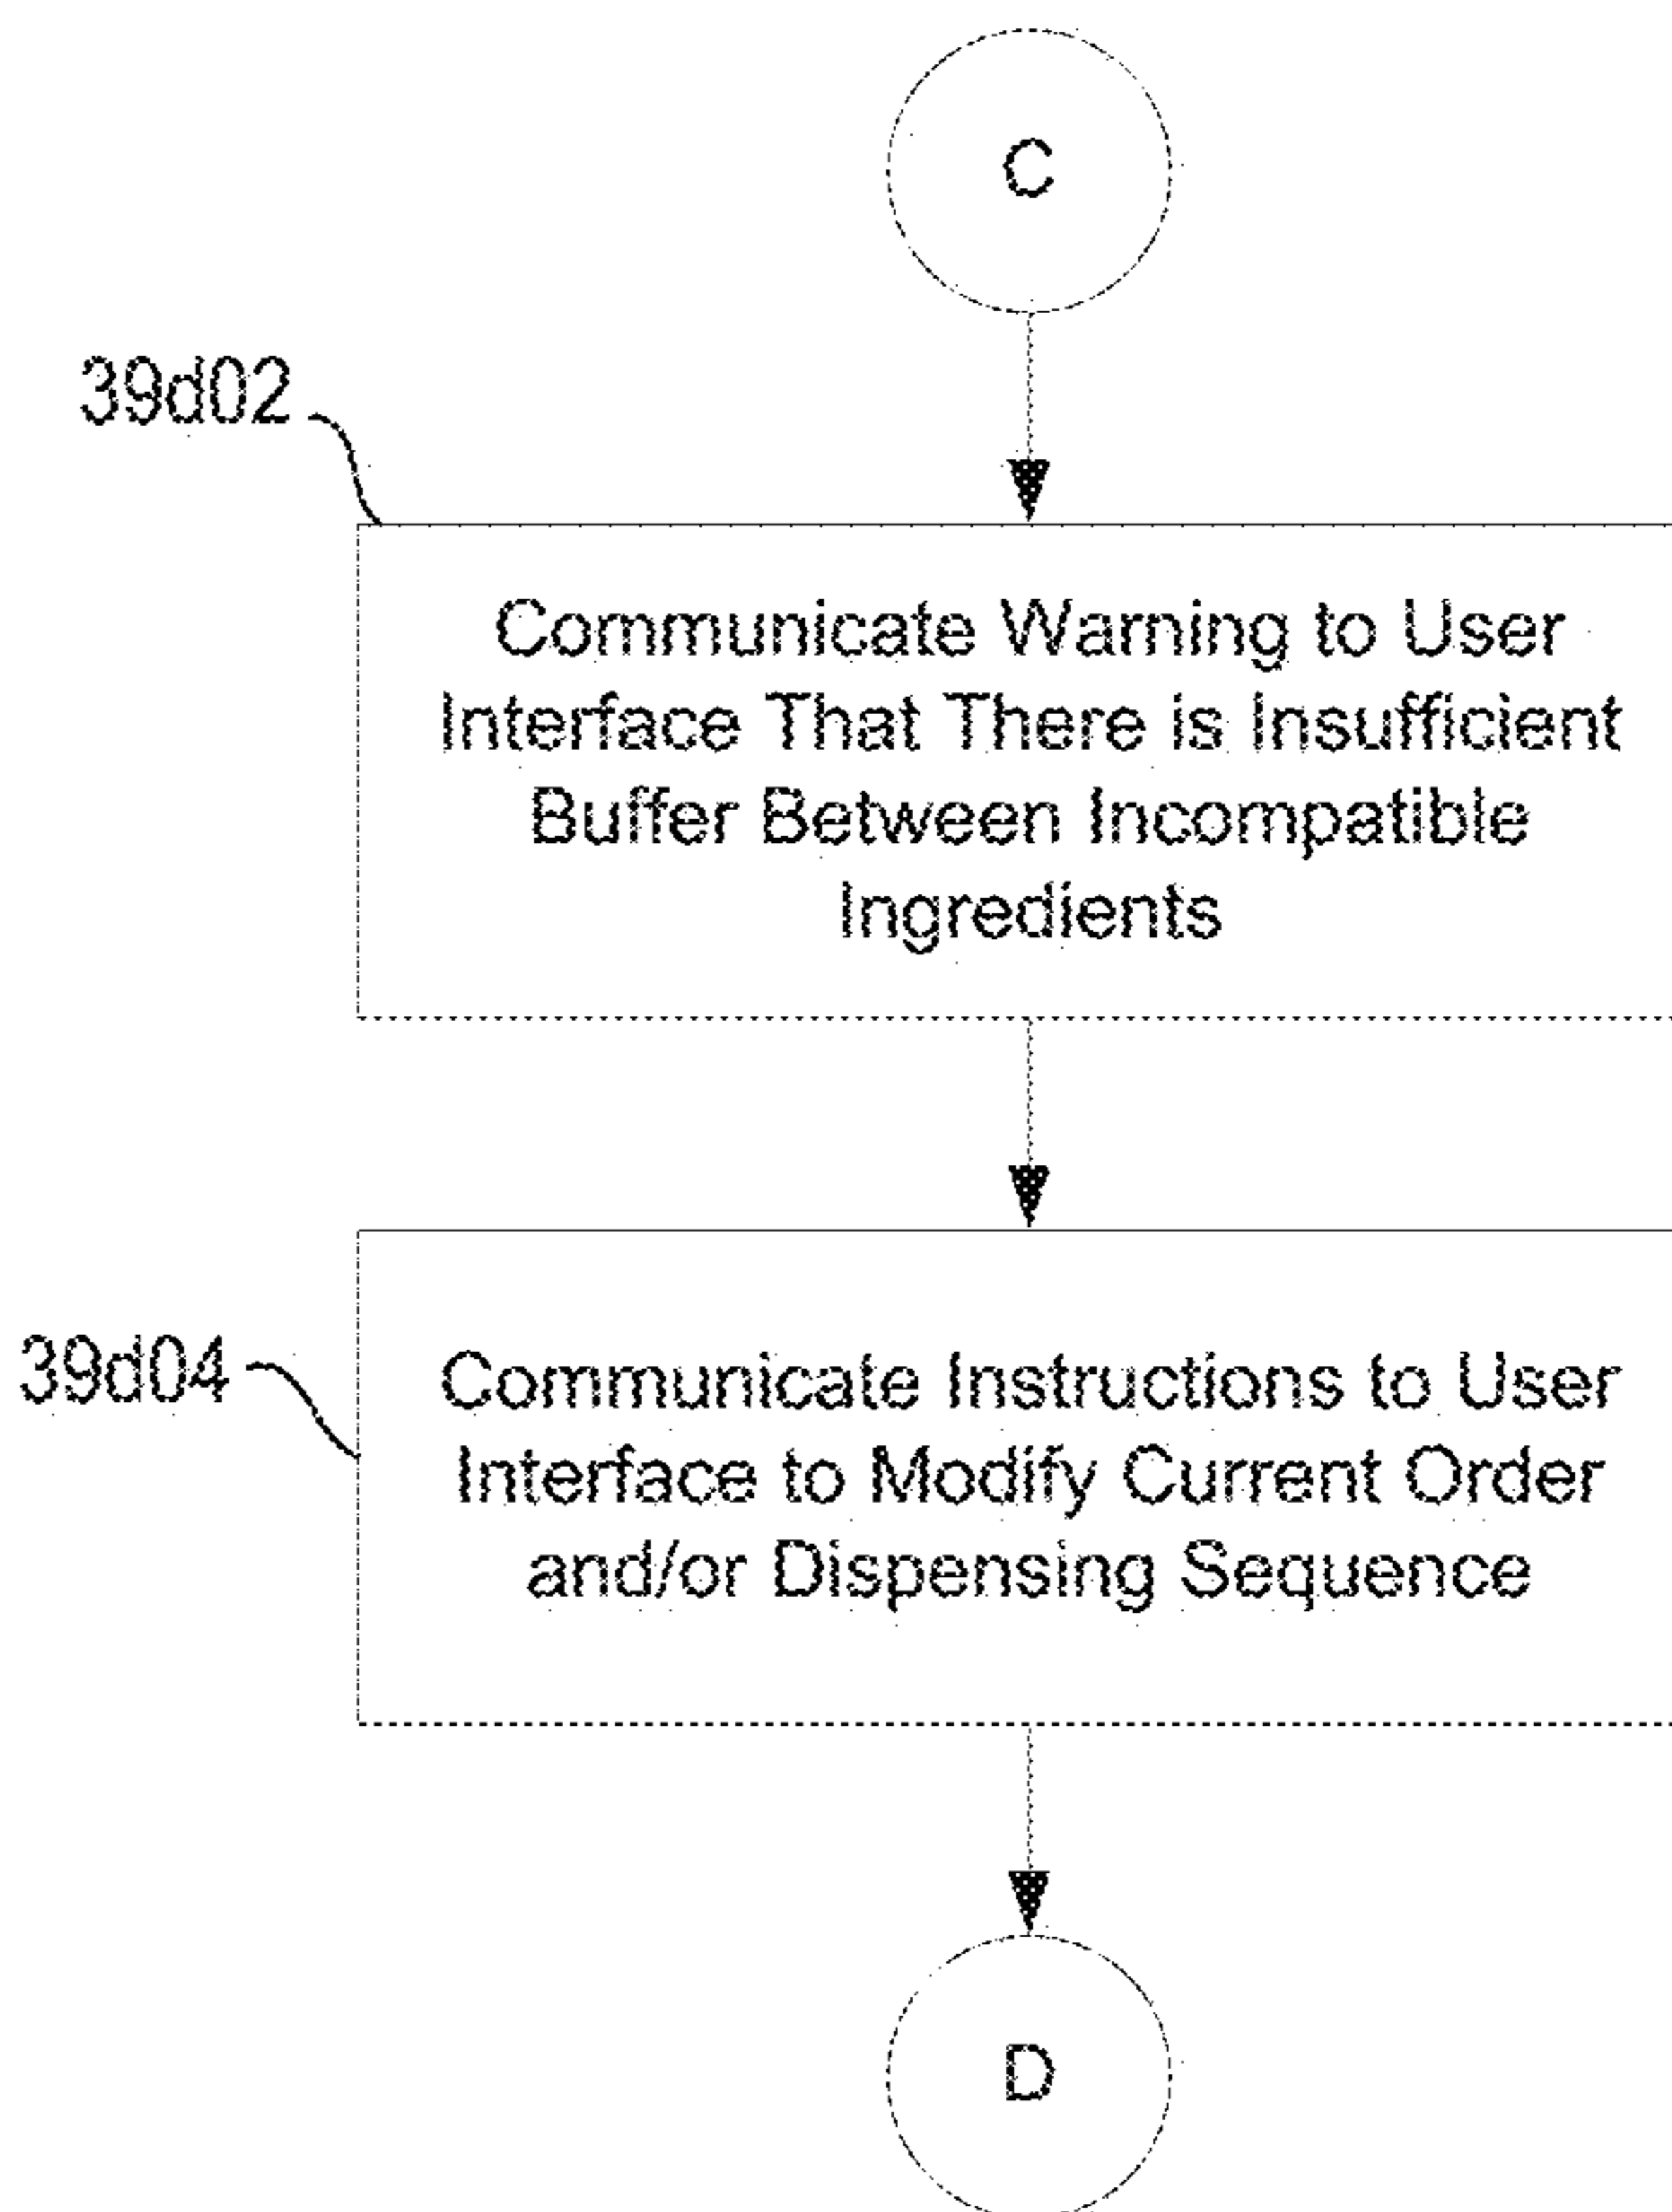 C
39d02
Communicate Warning to User
Interface That There is Insufficient
Buffer Between Incompatible
Ingredients
39d04
Communicate Instructions to User
Interface to Modify Current Order
and/or Dispensing Sequence
D